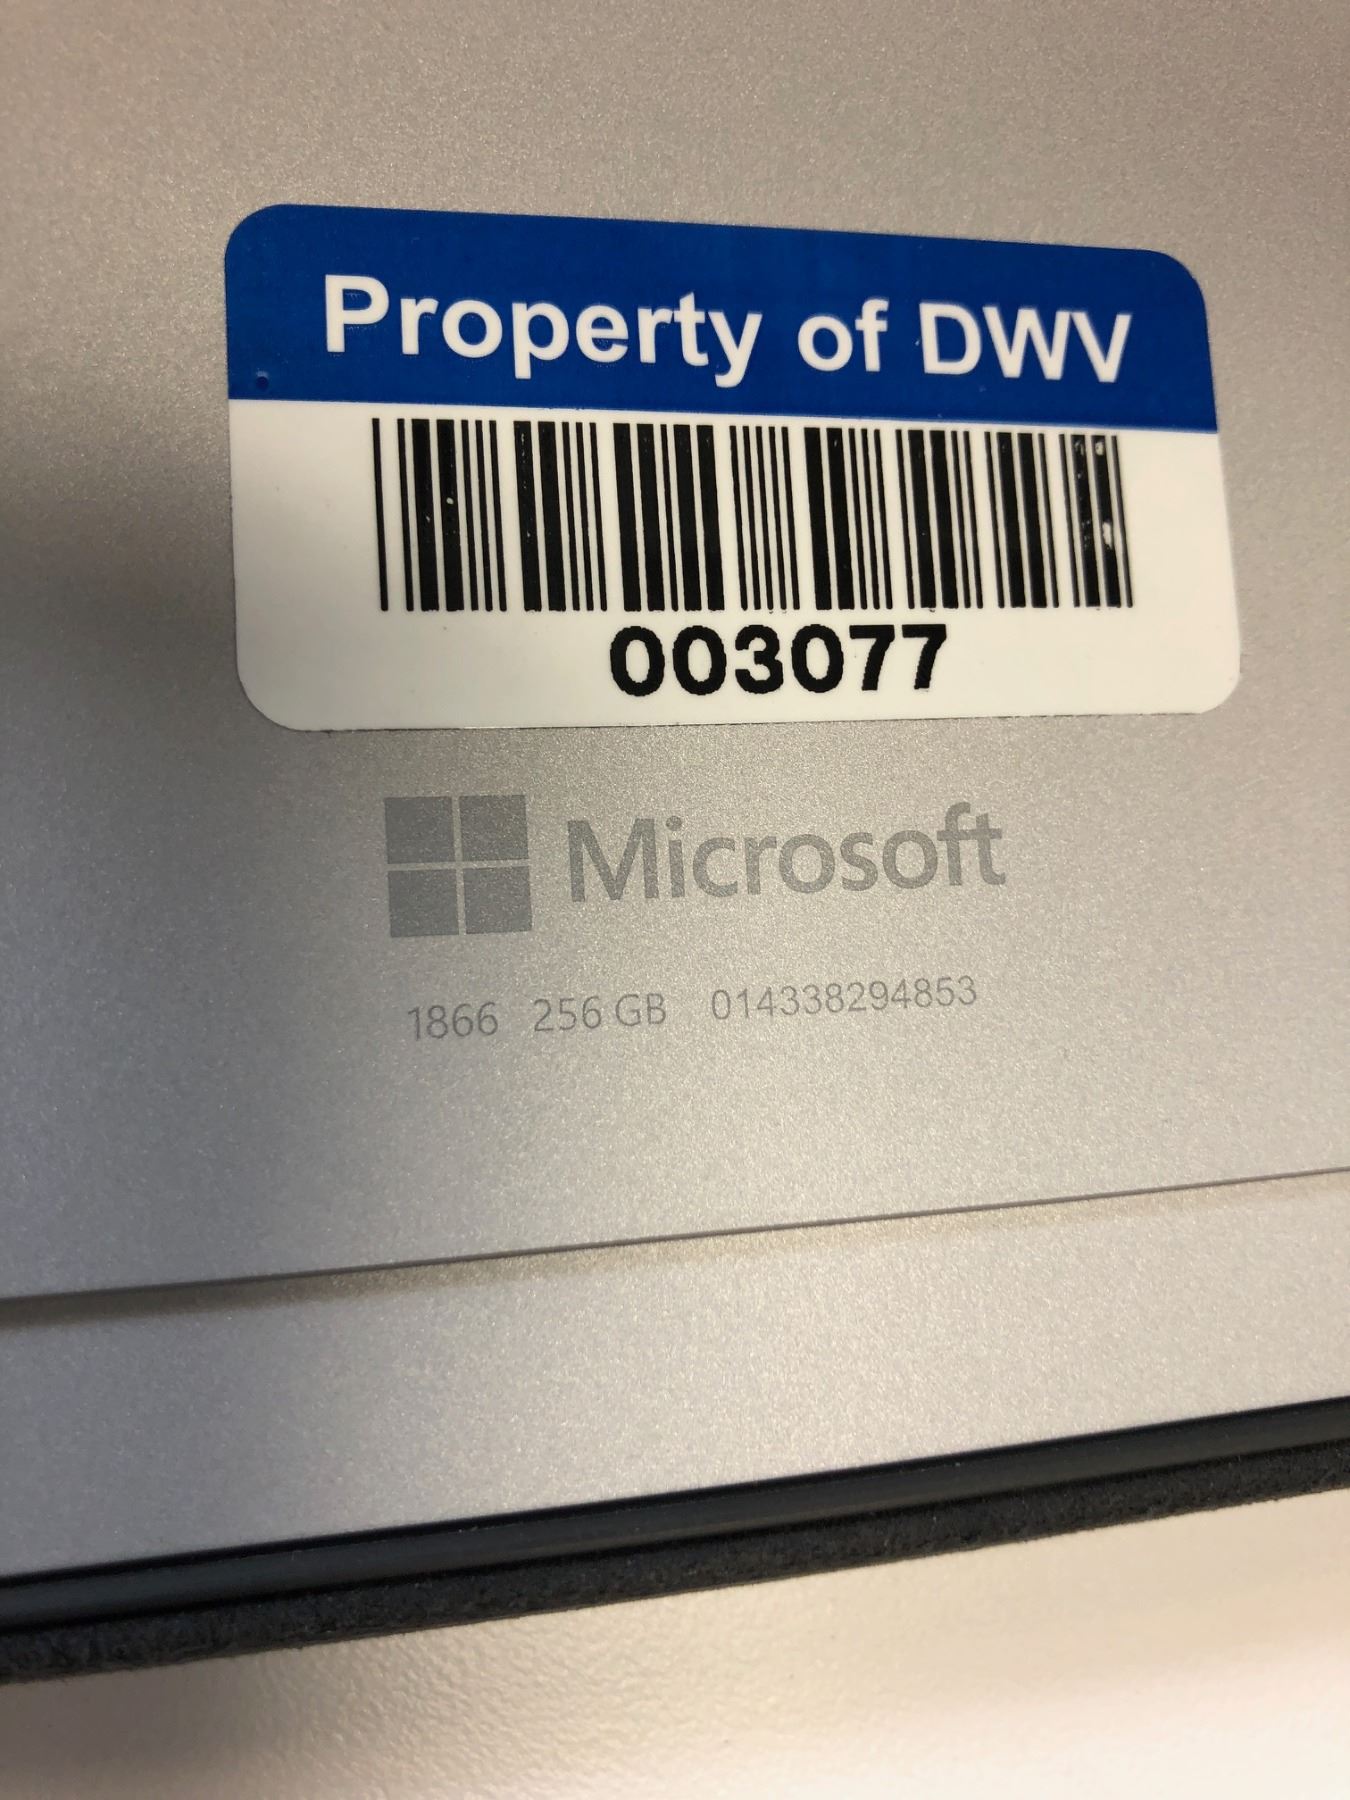 Property of DWV
003077
Microsoft
1866 256 GB 014338294853